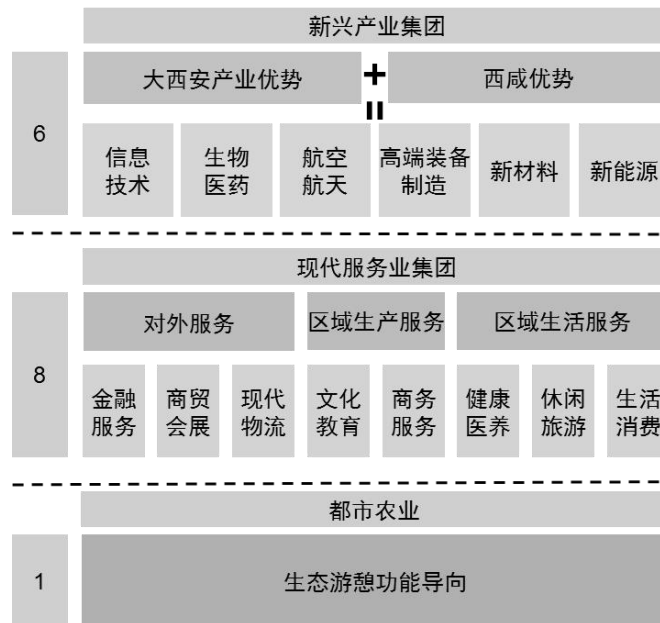 新兴产业集团
大西安产业优势
+
西咸优势
=
6
信息
技术
生物
医药
航空
航天
高端装备
制造
新材料
新能源
现代服务业集团
对外服务
区域生产服务
区域生活服务
8
金融
服务
商贸
会展
现代
物流
文化
教育
商务
服务
健康
医养
休闲
旅游
生活
消费
都市农业
1
生态游憩功能导向